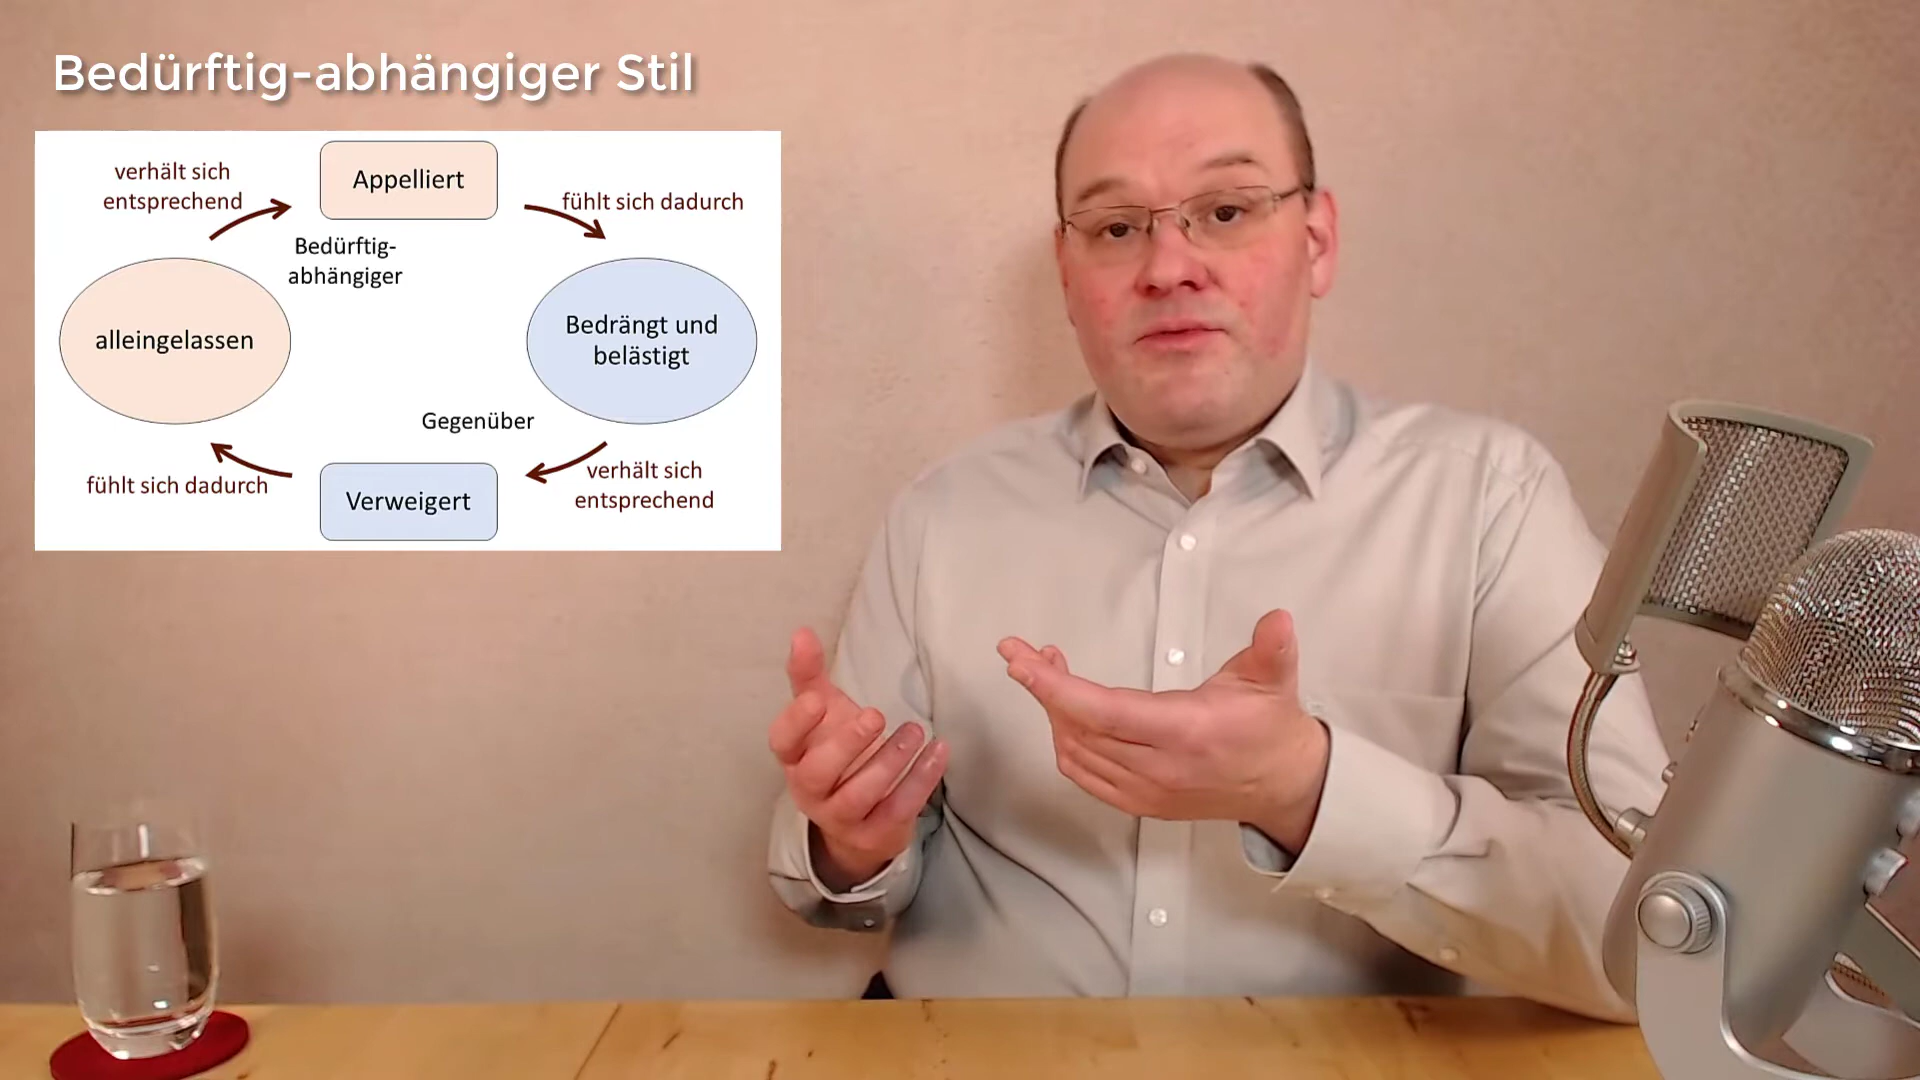 Bedürftig-abhängiger Stil
verhält sich
entsprechend
Appelliert
fühlt sich dadurch
Bedürftig-
abhängiger
alleingelassen
Bedrängt und
belästigt
Gegenüber
fühlt sich dadurch
Verweigert
verhält sich
entsprechend